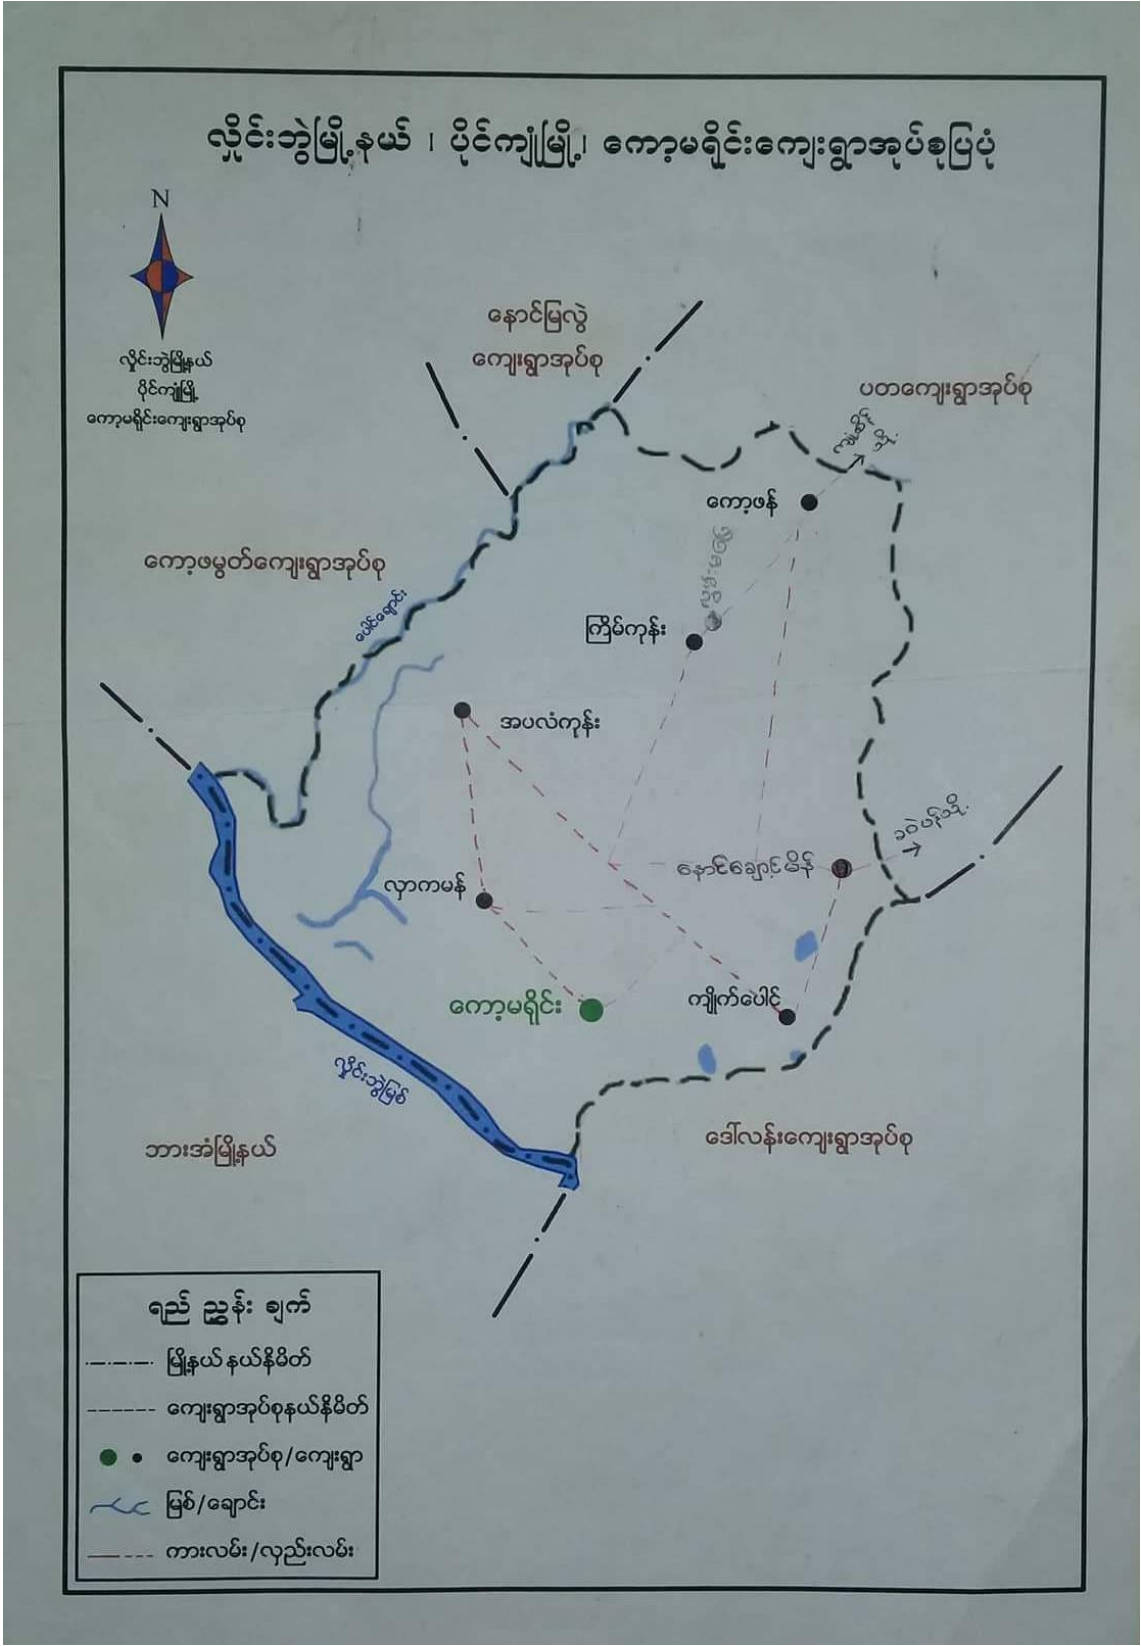 လှိုင်းဘွဲမြို့နယ် ၊ ပိုင်ကျုံမြို့၊ ကော့မရိုင်းကျေးရွာအုပ်စုပြပုံ
N
လှိုင်းဘွဲမြို့နယ်
ပိုင်ကျုံမြို့
ကော့မရိုင်းကျေးရွာအုပ်စု
နောင်မြလွဲ
ကျေးရွာအုပ်စု
ပတကျေးရွာအုပ်စု
ကော့ဖန်
ကော့ဖမွတ်ကျေးရွာအုပ်စု
ပေါင်ချောင်း
ကြိမ်ကုန်း
အပလံကုန်း
နောင်ချော့မိန်
လှာကမန်
ကော့မရိုင်း
ကျိုက်ပေါင်
လှိုင်းဘွဲမြစ်
ဘားအံမြို့နယ်
ဒေါ်လန်းကျေးရွာအုပ်စု
ရည် ညွှန်း ချက်
မြို့နယ် နယ်နိမိတ်
ကျေးရွာအုပ်စုနယ်နိမိတ်
ကျေးရွာအုပ်စု/ကျေးရွာ
မြစ်/ချောင်း
ကားလမ်း/လှည်းလမ်း